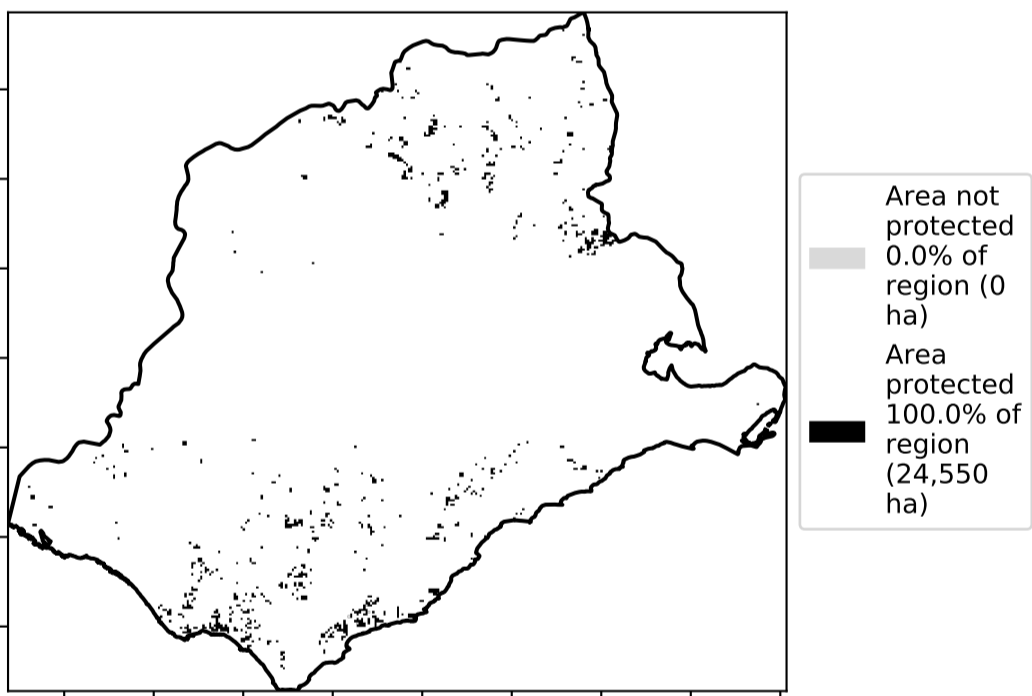 Area not
protected
0.0% of
region (0
ha)
Area
protected
100.0% of
region
(24,550
ha)